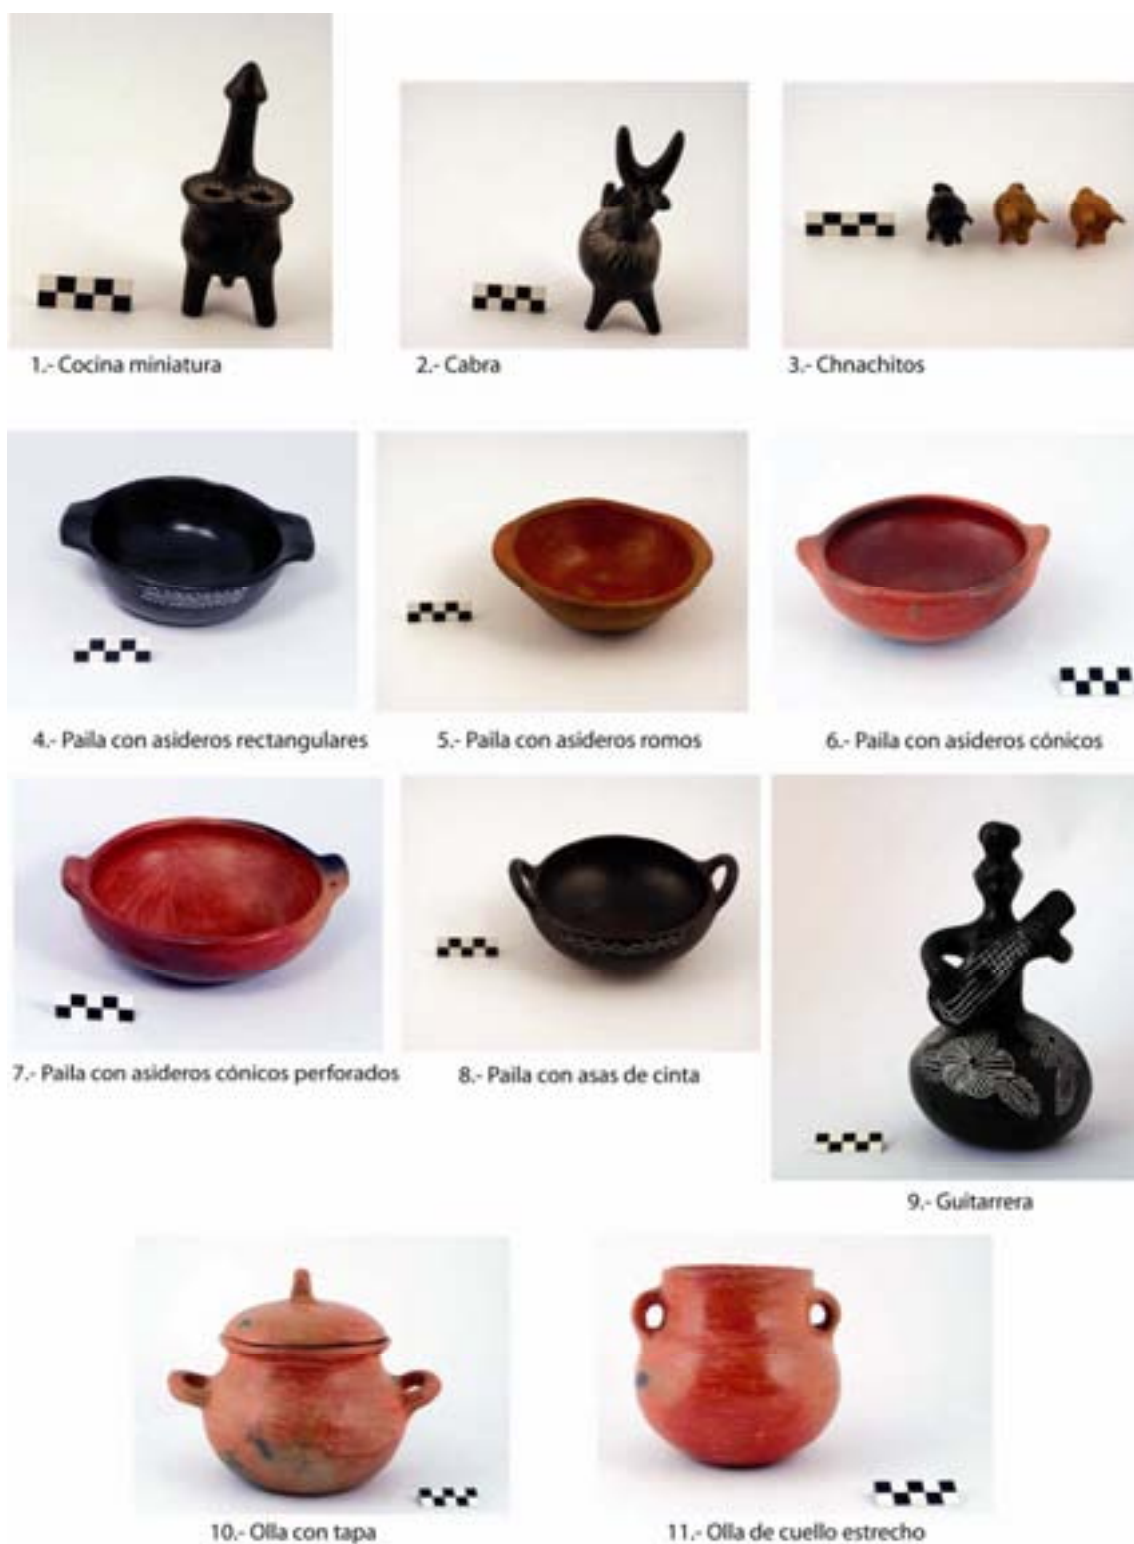 1.- Cocina miniatura
2.- Cabra
3.- Chnachitos
4.- Paila con asideros rectangulares
5.- Paila con asideros romos
6.- Paila con asideros cónicos
7.- Paila con asideros cónicos perforados
8.- Paila con asas de cinta
9.- Guitarrera
10.- Olla con tapa
11.- Olla de cuello estrecho